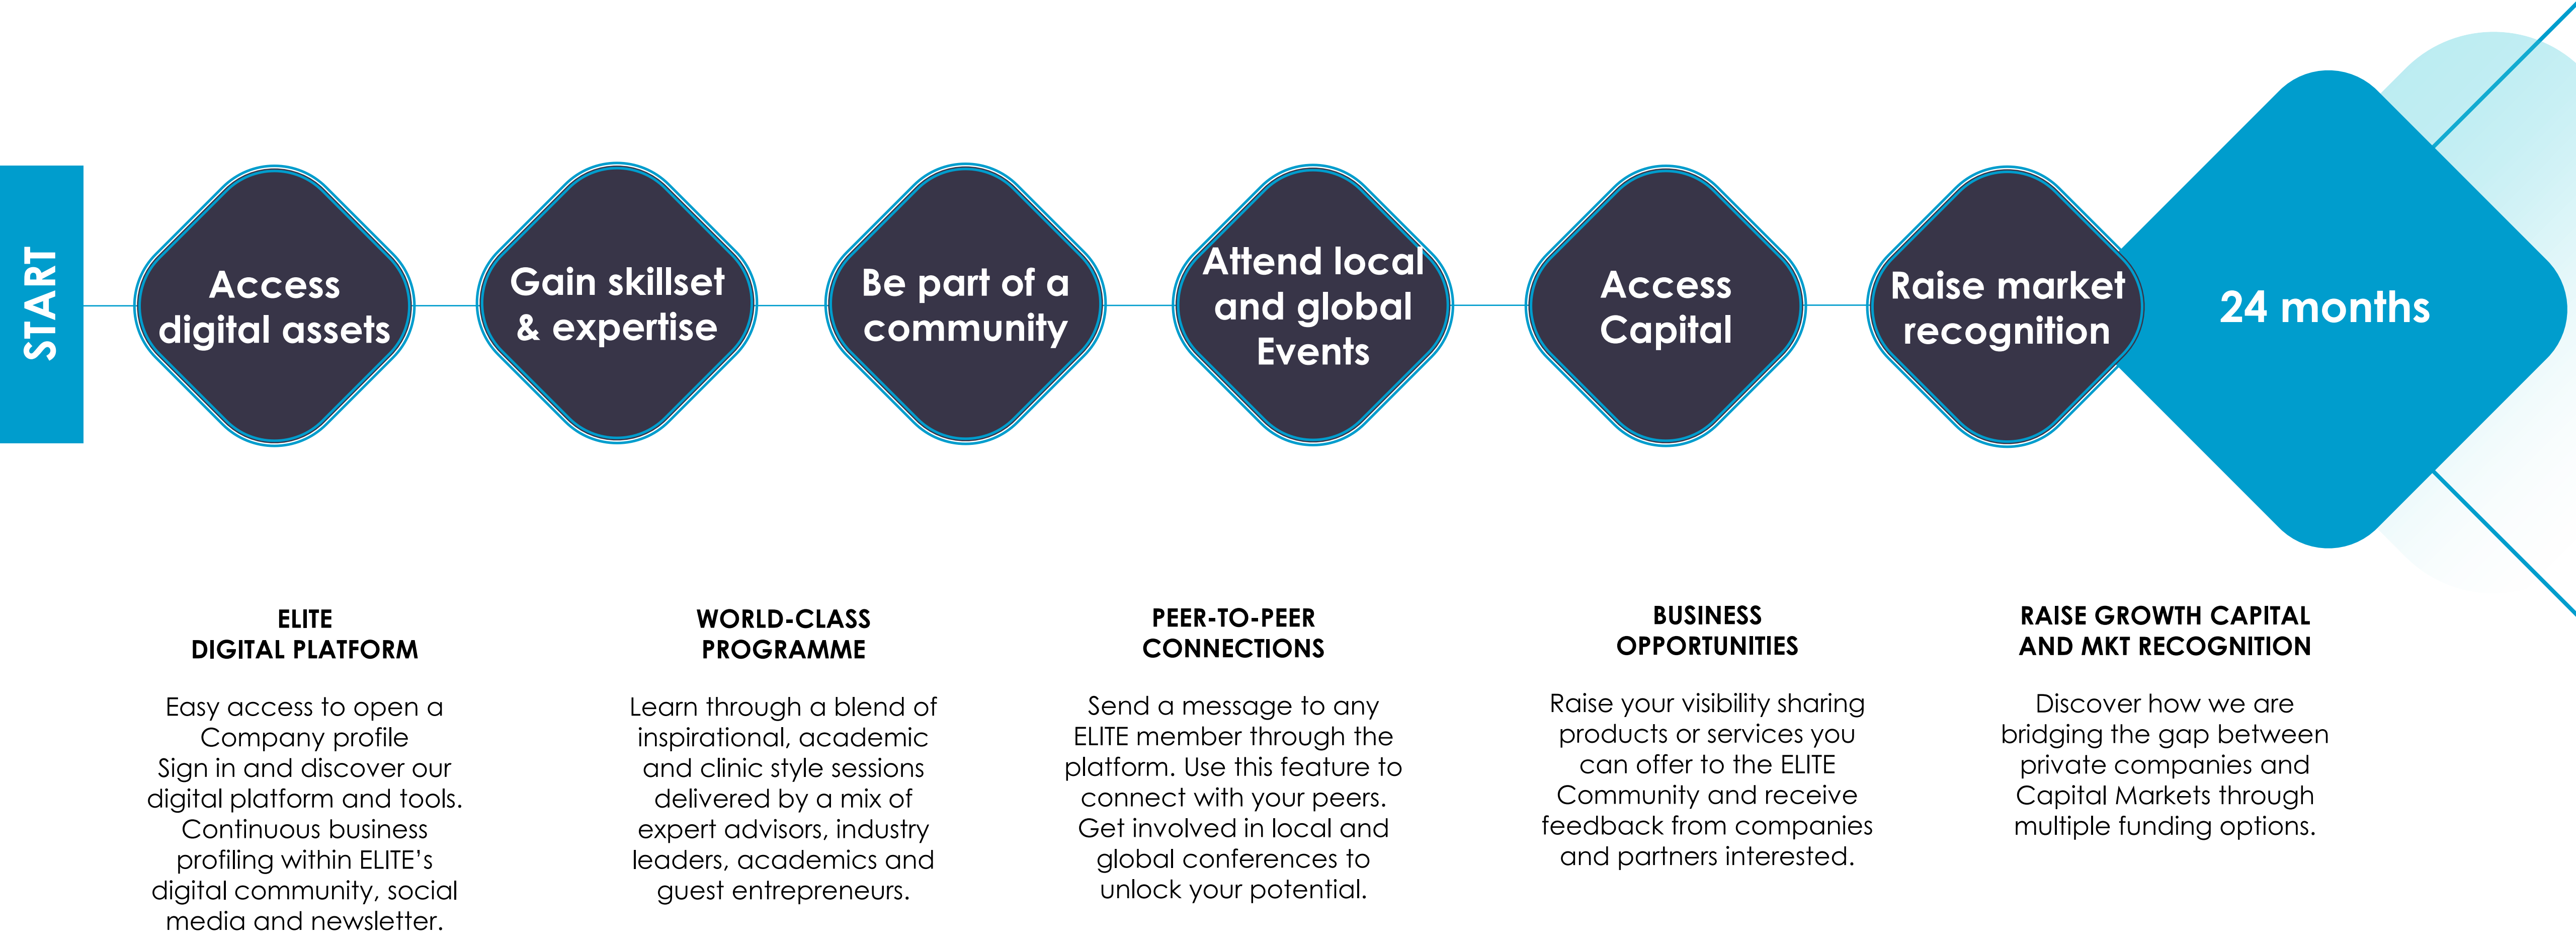 START
Access
digital assets
Gain skillset
& expertise
Be part of a
community
Attend local
and global
Events
Access
Capital
Raise market
recognition
24 months
ELITE
DIGITAL PLATFORM
Easy access to open a
Company profile
Sign in and discover our
digital platform and tools.
Continuous business
profiling within ELITE’s
digital community, social
media and newsletter.
WORLD-CLASS
PROGRAMME
Learn through a blend of
inspirational, academic
and clinic style sessions
delivered by a mix of
expert advisors, industry
leaders, academics and
guest entrepreneurs.
PEER-TO-PEER
CONNECTIONS
Send a message to any
ELITE member through the
platform. Use this feature to
connect with your peers.
Get involved in local and
global conferences to
unlock your potential.
BUSINESS
OPPORTUNITIES
Raise your visibility sharing
products or services you
can offer to the ELITE
Community and receive
feedback from companies
and partners interested.
RAISE GROWTH CAPITAL
AND MKT RECOGNITION
Discover how we are
bridging the gap between
private companies and
Capital Markets through
multiple funding options.